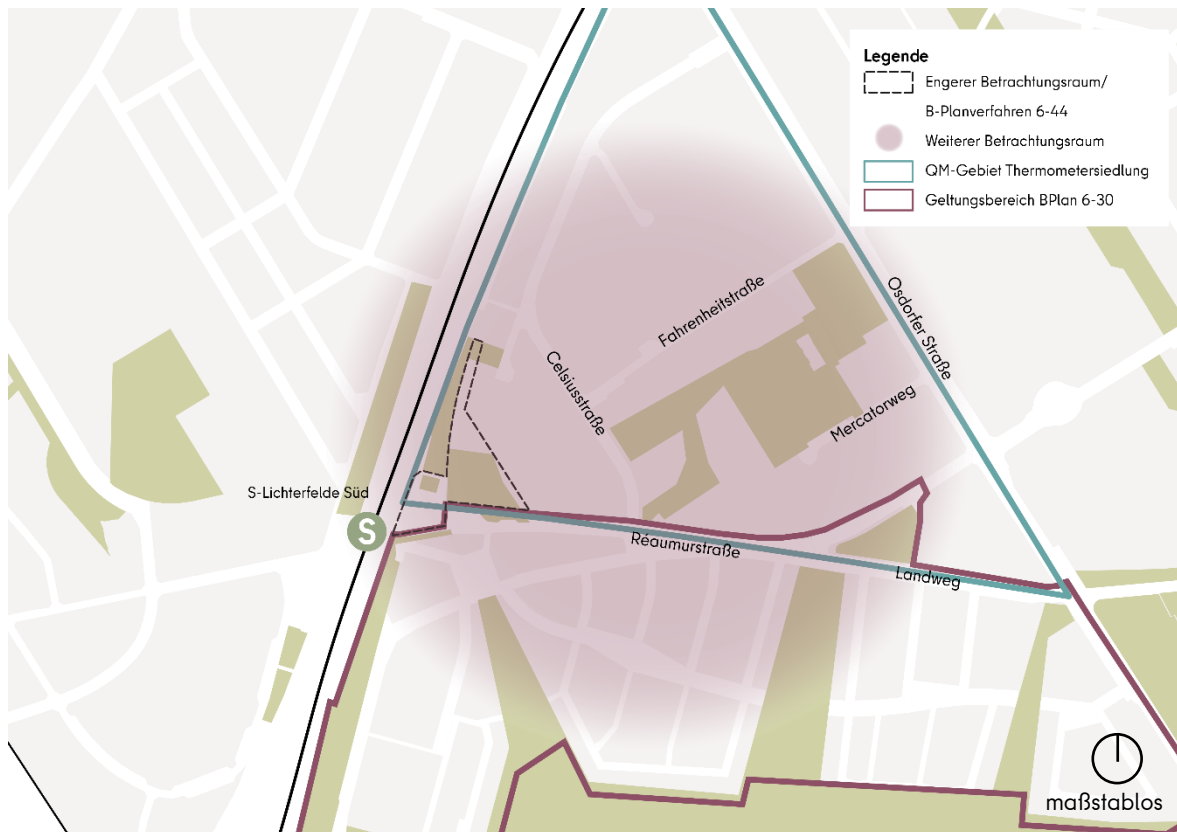 Legende
Engerer Betrachtungsraum/
B-Planverfahren 6-44
Weiterer Betrachtungsraum
QM-Gebiet Thermometersiedlung
Geltungsbereich BPlan 6-30
Fahrenheitstraße
Osdorfer Straße
Celsiusstraße
Mercatorweg
S-Lichterfelde Süd
S
Réaumurstraße
Landweg
maßstablos